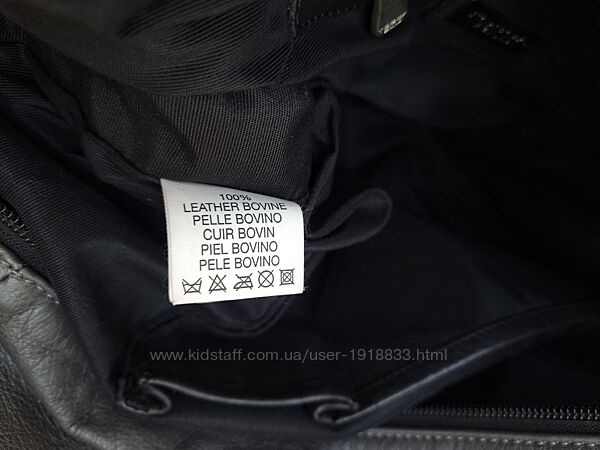 100%
LEATHER BOVINE
PELLE BOVINO
CUIR BOVIN
PIEL BOVINO
PELE BOVINO
www.kidstaff.com.ua/user-1918833.html